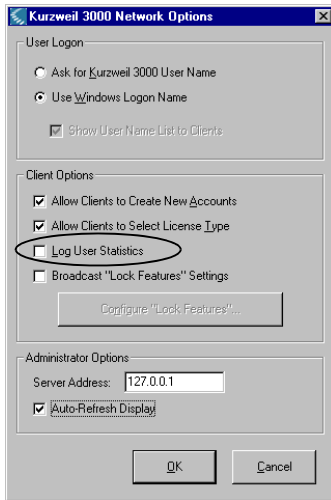 Kurzweil 3000 Network Options
User Logon
Ask for Kurzweil 3000 User Name
Use Windows Logon Name
Show User Name List to Clients
Client Options
Allow Clients to Create New Accounts
Allow Clients to Select License Type
Log User Statistics
Broadcast "Lock Features" Settings
Configure "Lock Features"...
Administrator Options
Server Address: 127.0.0.1
Auto-Refresh Display
OK Cancel